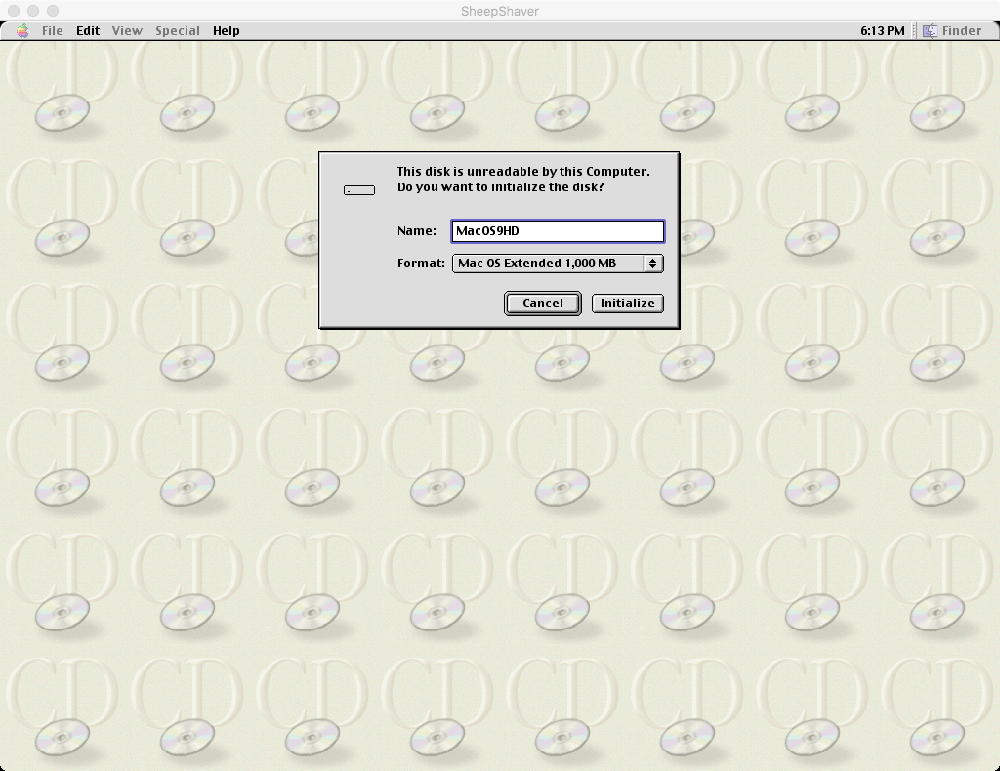 SheepShaver
File Edit View Special Help 6:13 PM Finder
This disk is unreadable by this Computer.
Do you want to initialize the disk?
Name: MacOS9HD
Format: Mac OS Extended 1,000 MB
Cancel Initialize